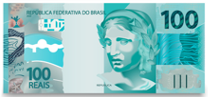 REPÚBLICA FEDERATIVA DO BRASIL
100
100
REAIS